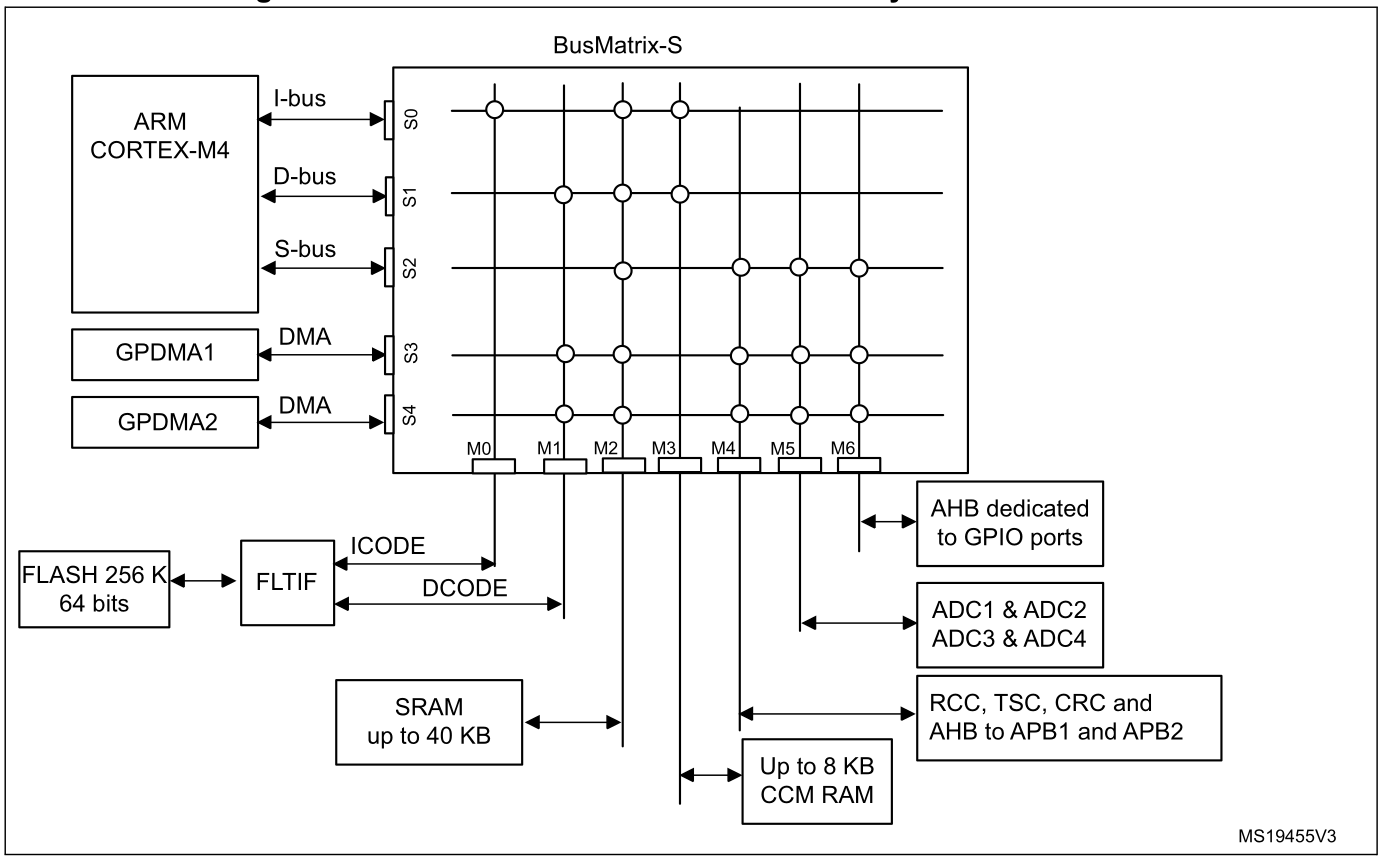 BusMatrix-S
ARM
CORTEX-M4
I-bus
S0
D-bus
S1
S-bus
S2
GPDMA1
DMA
S3
GPDMA2
DMA
S4
M0
M1
M2
M3
M4
M5
M6
AHB dedicated
to GPIO ports
ICODE
FLASH 256 K
64 bits
FLTIF
DCODE
ADC1 & ADC2
ADC3 & ADC4
SRAM
up to 40 KB
RCC, TSC, CRC and
AHB to APB1 and APB2
Up to 8 KB
CCM RAM
MS19455V3